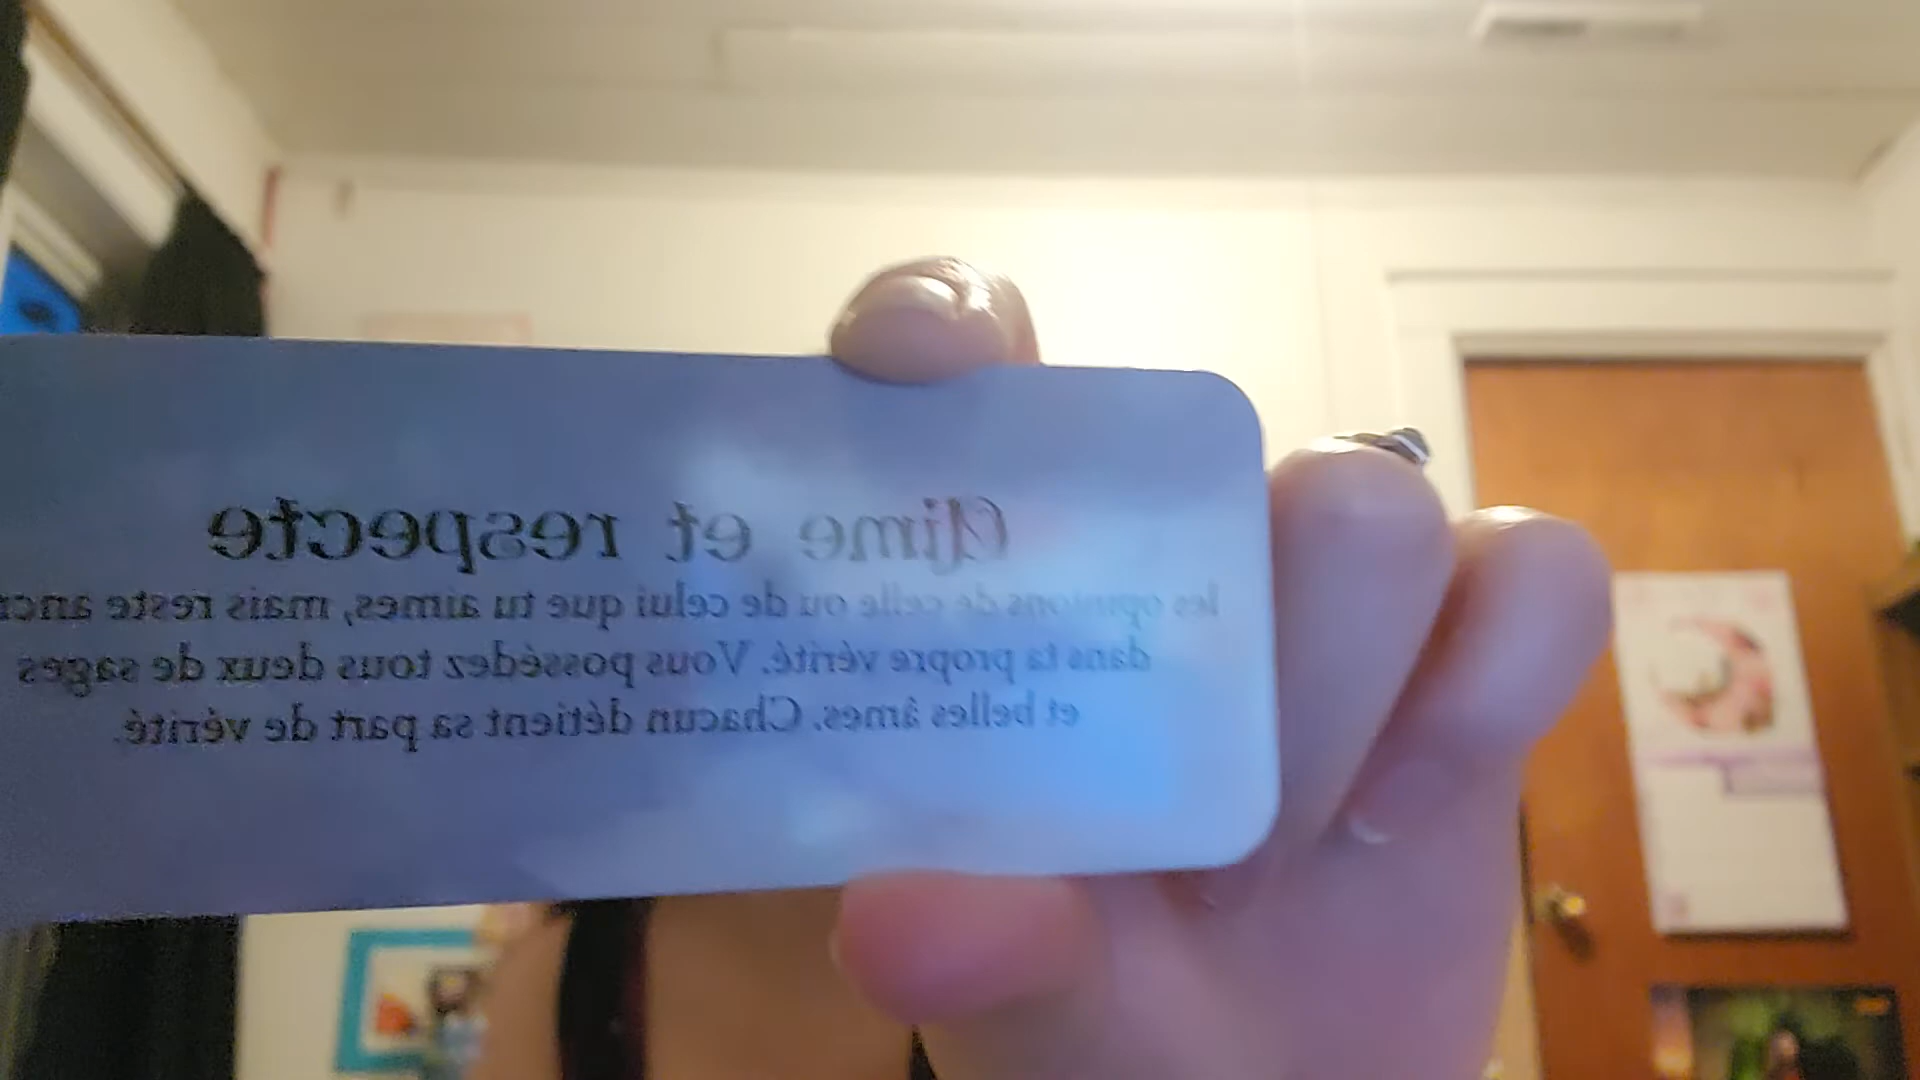 Aime et respecte
les opinions de celle ou de celui que tu aimes, mais reste
dans ta propre vérité. Vous possédez tous deux de sages
et belles âmes. Chacun détient sa part de vérité.